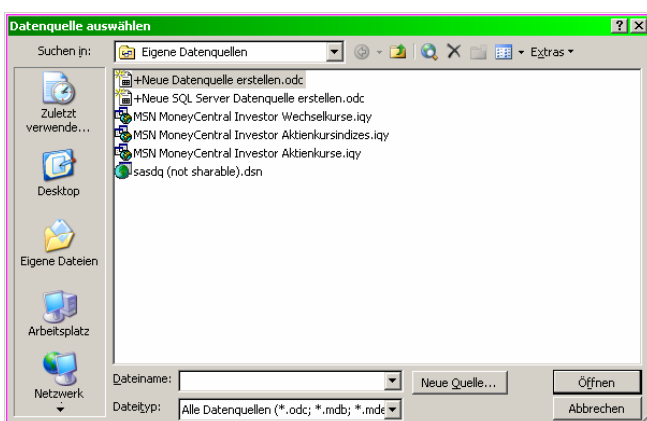 Datenquelle auswählen
Suchen in:
Eigene Datenquellen
Extras
Zuletzt
verwende...
Desktop
Eigene Dateien
Arbeitsplatz
Netzwerk
+Neue Datenquelle erstellen.odc
+Neue SQL Server Datenquelle erstellen.odc
MSN MoneyCentral Investor Wechselkurse.iqy
MSN MoneyCentral Investor Aktienkursindizes.iqy
MSN MoneyCentral Investor Aktienkurse.iqy
sasdq (not sharable).dsn
Dateiname:
Neue Quelle...
Öffnen
Dateityp:
Alle Datenquellen (*.odc; *.mdb; *.mde
Abbrechen